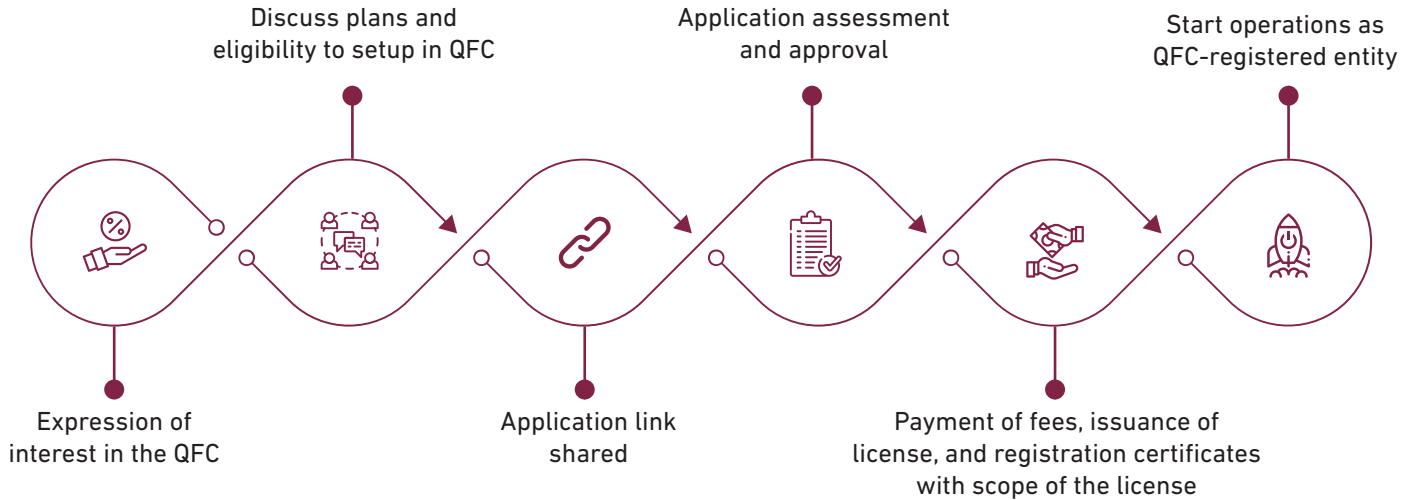 Expression of
interest in the QFC
Discuss plans and
eligibility to setup in QFC
Application link
shared
Application assessment
and approval
Payment of fees, issuance of
license, and registration certificates
with scope of the license
Start operations as
QFC-registered entity